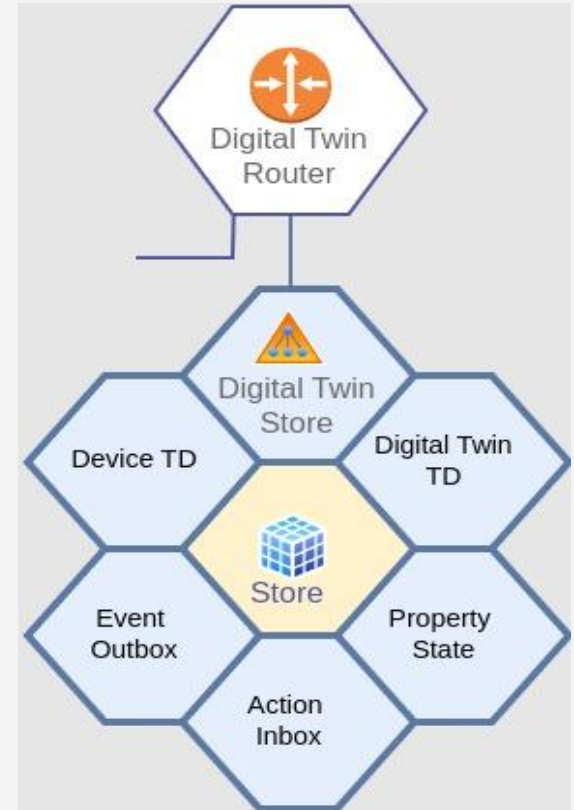 Digital Twin
Router
Digital Twin
Store
Device TD
Digital Twin
TD
Store
Event
Outbox
Property
State
Action
Inbox